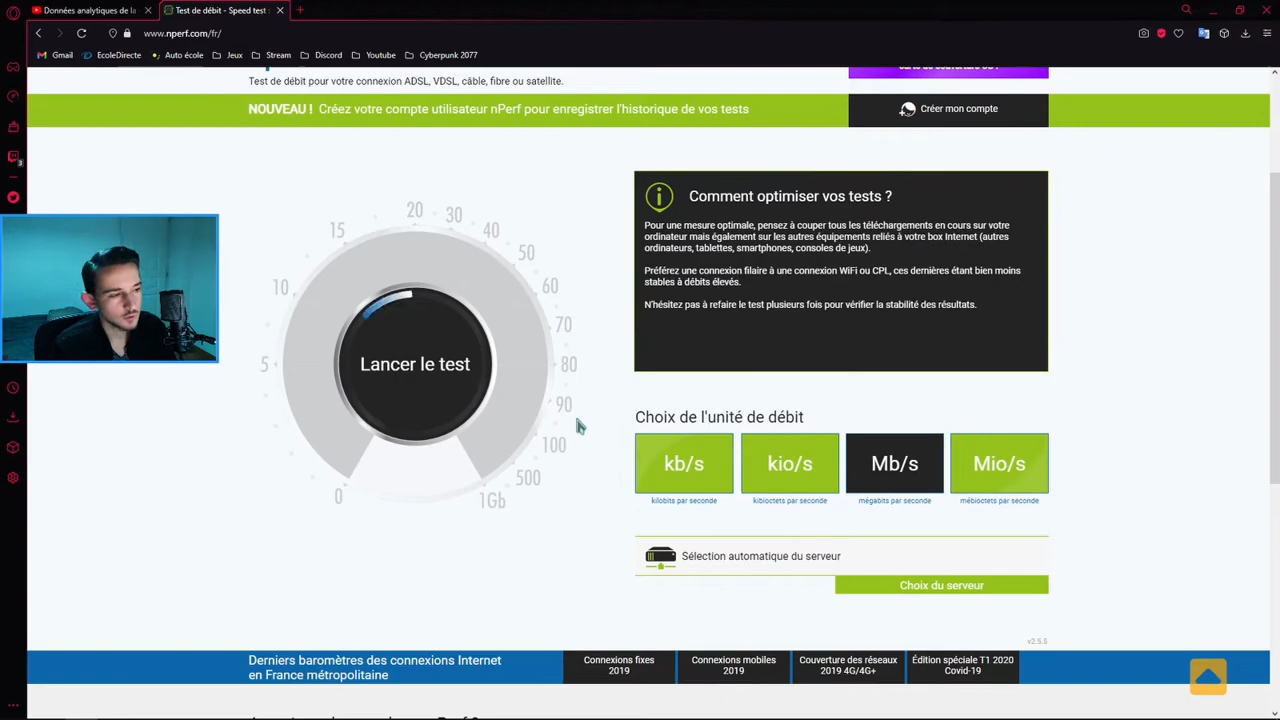 Données analytiques de la
Test de débit - Speed test
www.nperf.com/fr/
Gmail
EcoleDirecte
Auto école
Jeux
Stream
Discord
Youtube
Cyberpunk 2077
Test de débit pour votre connexion ADSL, VDSL, câble, fibre ou satellite.
NOUVEAU ! Créez votre compte utilisateur nPerf pour enregistrer l'historique de vos tests
Créer mon compte
0
5
10
15
20
30
40
50
60
70
80
90
100
500
1Gb
Lancer le test
Comment optimiser vos tests ?
Pour une mesure optimale, pensez à couper tous les téléchargements en cours sur votre
ordinateur mais également sur les autres équipements reliés à votre box Internet (autres
ordinateurs, tablettes, smartphones, consoles de jeux).
Préférez une connexion filaire à une connexion WiFi ou CPL, ces dernières étant bien moins
stables à débits élevés.
N'hésitez pas à refaire le test plusieurs fois pour vérifier la stabilité des résultats.
Choix de l'unité de débit
kb/s
kio/s
Mb/s
Mio/s
kilobits par seconde
kibioctets par seconde
mégabits par seconde
mébioctets par seconde
Sélection automatique du serveur
Choix du serveur
v2.5.5
Derniers baromètres des connexions Internet
en France métropolitaine
Connexions fixes
2019
Connexions mobiles
2019
Couverture des réseaux
2019 4G/4G+
Édition spéciale T1 2020
Covid-19